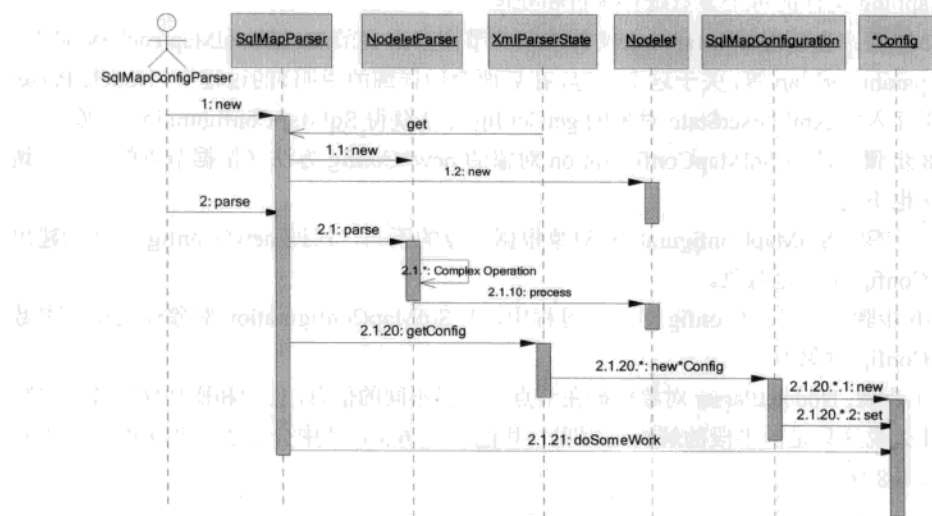 SqlMapParser
NodeletParser
XmlParserState
Nodelet
SqlMapConfiguration
*Config
SqlMapConfigParser
1: new
get
1.1: new
1.2: new
2: parse
2.1: parse
2.1.*: Complex Operation
2.1.10: process
2.1.20: getConfig
2.1.20.*: new*Config
2.1.20.*.1: new
2.1.20.*.2: set
2.1.21: doSomeWork